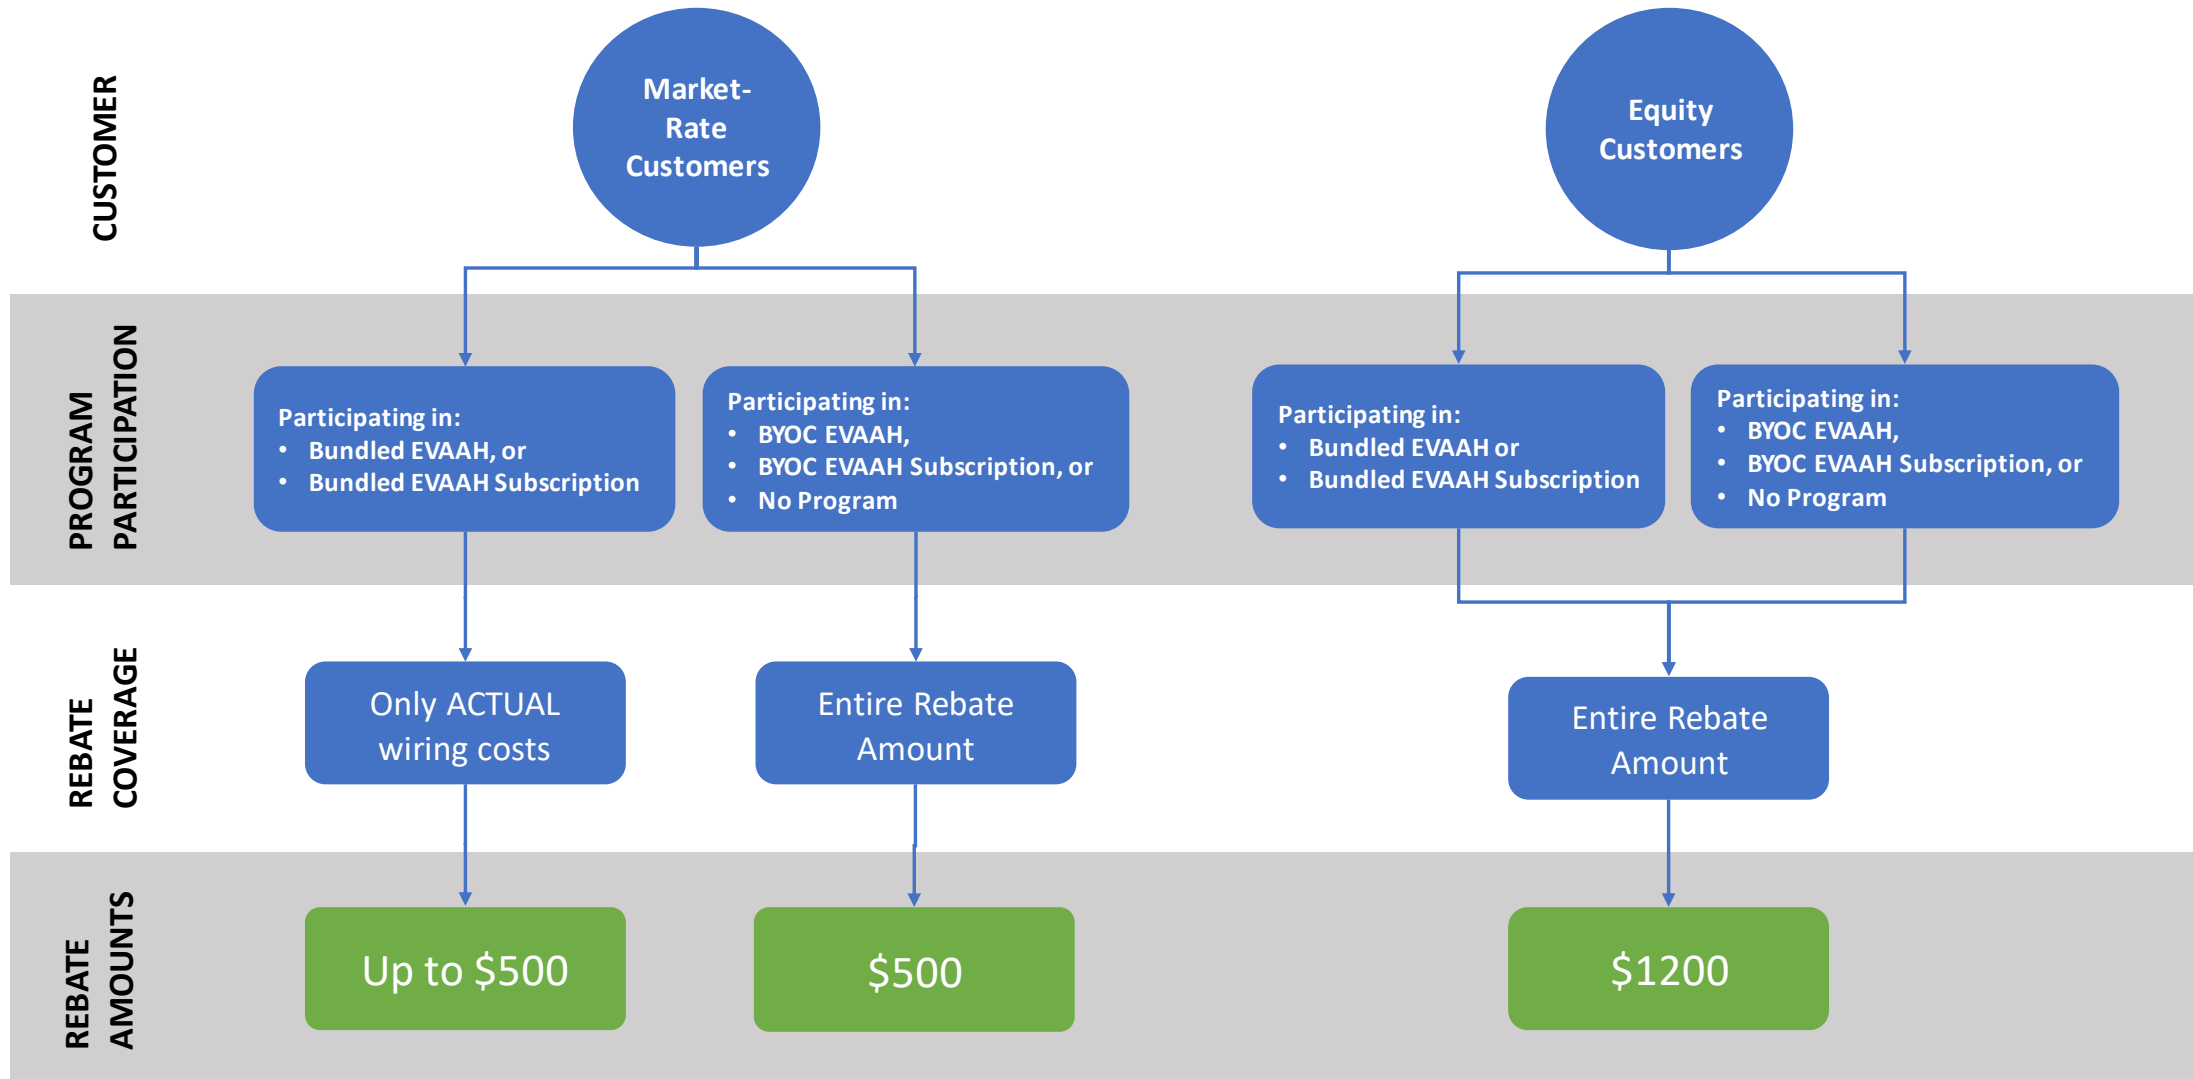 CUSTOMER
Market-
Rate
Customers
Equity
Customers
PROGRAM
PARTICIPATION
Participating in:
• Bundled EVAAH, or
• Bundled EVAAH Subscription
Participating in:
• BYOC EVAAH,
• BYOC EVAAH Subscription, or
• No Program
Participating in:
• Bundled EVAAH or
• Bundled EVAAH Subscription
Participating in:
• BYOC EVAAH,
• BYOC EVAAH Subscription, or
• No Program
REBATE
COVERAGE
Only ACTUAL
wiring costs
Entire Rebate
Amount
Entire Rebate
Amount
REBATE
AMOUNTS
Up to $500
$500
$1200